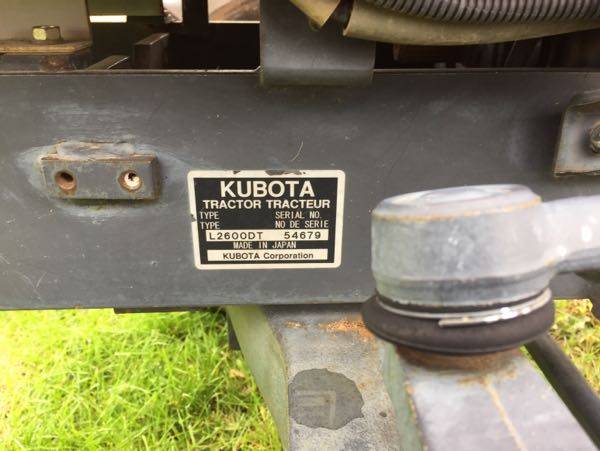 KUBOTA
TRACTOR TRACTEUR
TYPE SERIAL NO.
TYPE NO DE SERIE
L2600DT 54679
MADE IN JAPAN
KUBOTA Corporation